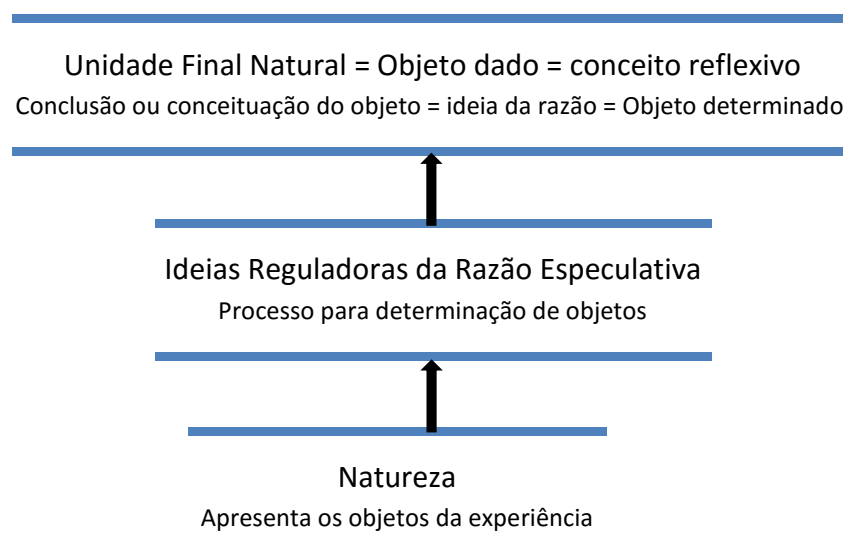 Unidade Final Natural = Objeto dado = conceito reflexivo
Conclusão ou conceituação do objeto = ideia da razão = Objeto determinado
Ideias Reguladoras da Razão Especulativa
Processo para determinação de objetos
Natureza
Apresenta os objetos da experiência